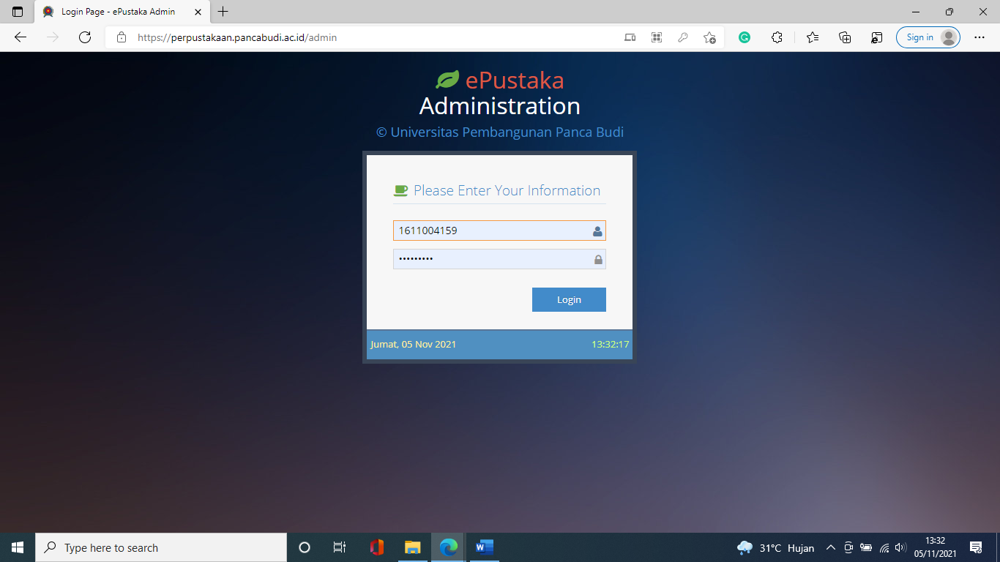 Login Page - ePustaka Admin
https://perpustakaan.pancabudi.ac.id/admin
Sign in
ePustaka
Administration
© Universitas Pembangunan Panca Budi
Please Enter Your Information
1611004159
•••••••••
Login
Jumat, 05 Nov 2021 13:32:17
Type here to search
31°C Hujan
13:32
05/11/2021